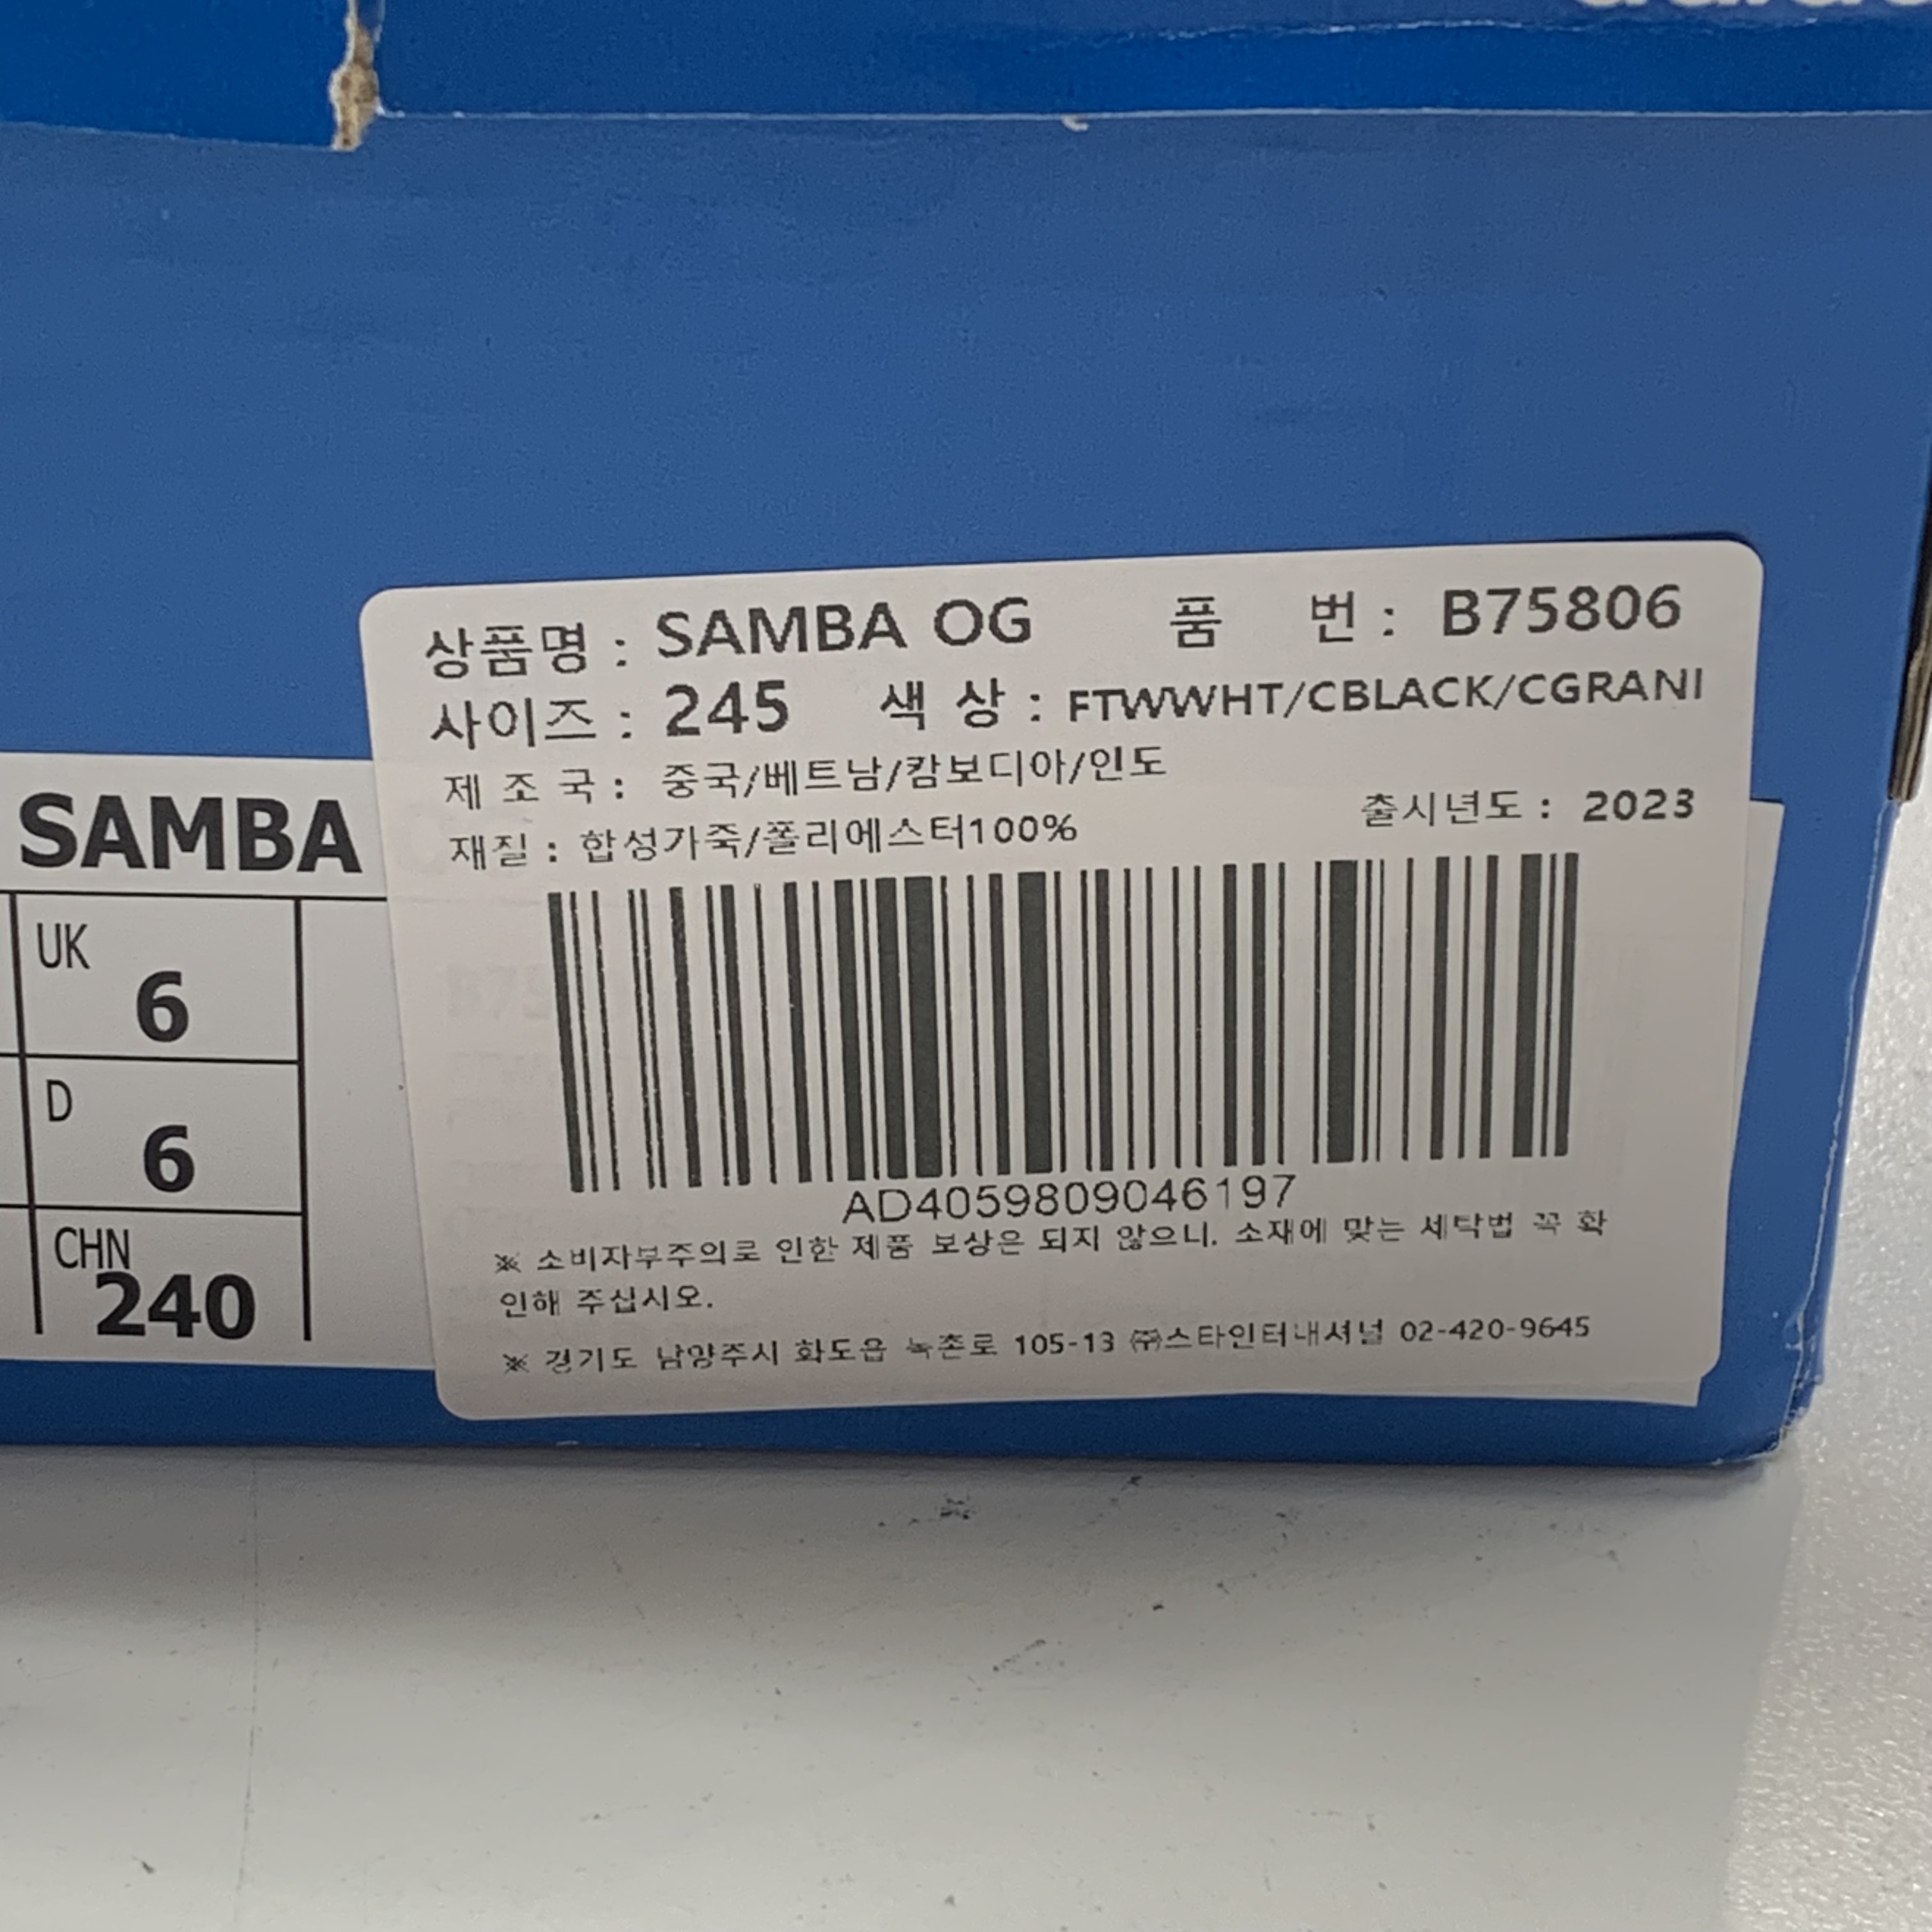 상품명 : SAMBA OG 품 번 : B75806
사이즈 : 245 색 상 : FTWWHT/CBLACK/CGRANI
제 조 국 : 중국/베트남/캄보디아/인도
재질 : 합성가죽/폴리에스터100% 출시년도 : 2023
AD4059809046197
※ 소비자부주의로 인한 제품 보상은 되지 않으니. 소재에 맞는 세탁법 꼭 확
인해 주십시오.
※ 경기도 남양주시 화도읍 녹촌로 105-13 ㈜스타인터내셔널 02-420-9645
SAMBA
UK
6
D
6
CHN
240